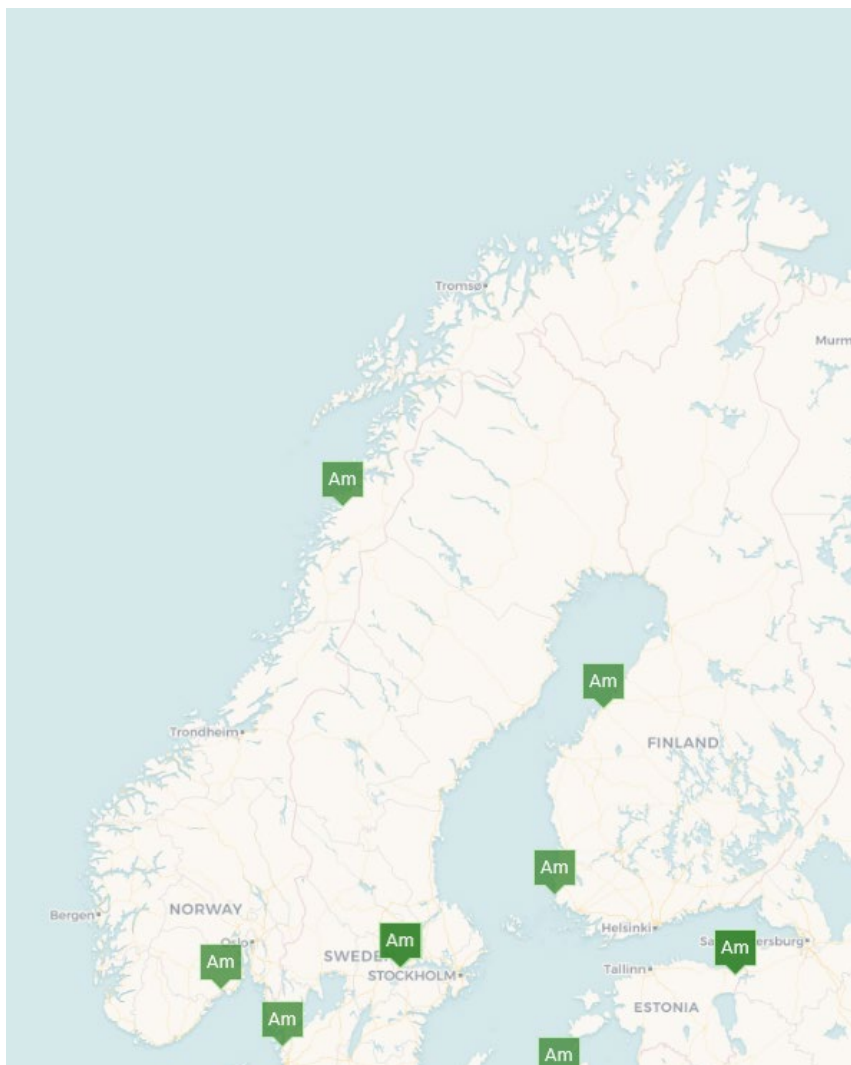 Tromsø
Murm
Am
Am
Trondheim
FINLAND
Am
NORWAY
Bergen
Helsinki
Am
Am
Oslo
Am
SWEDE
STOCKHOLM
Tallinn
ESTONIA
Am
Am